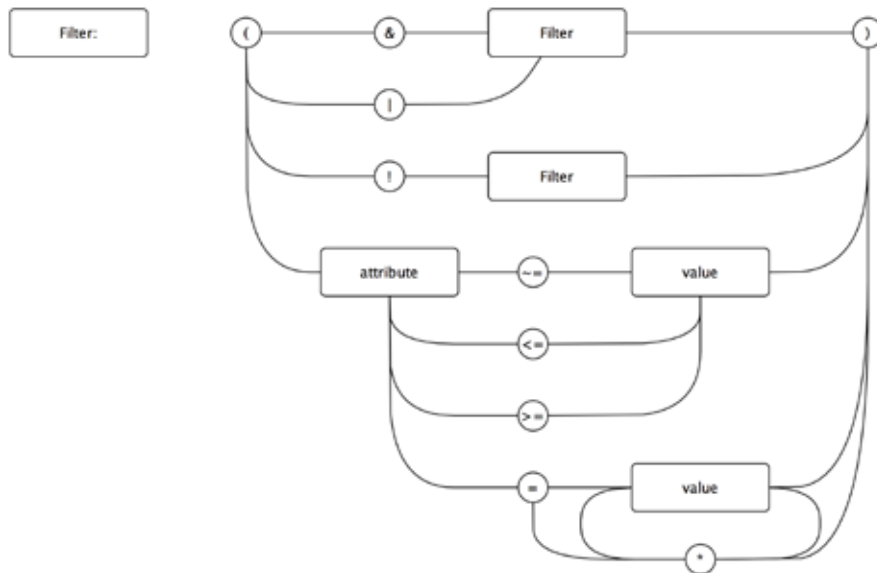 Filter: ( & Filter )
|
! Filter
attribute ~= value
<=
>=
= value
*